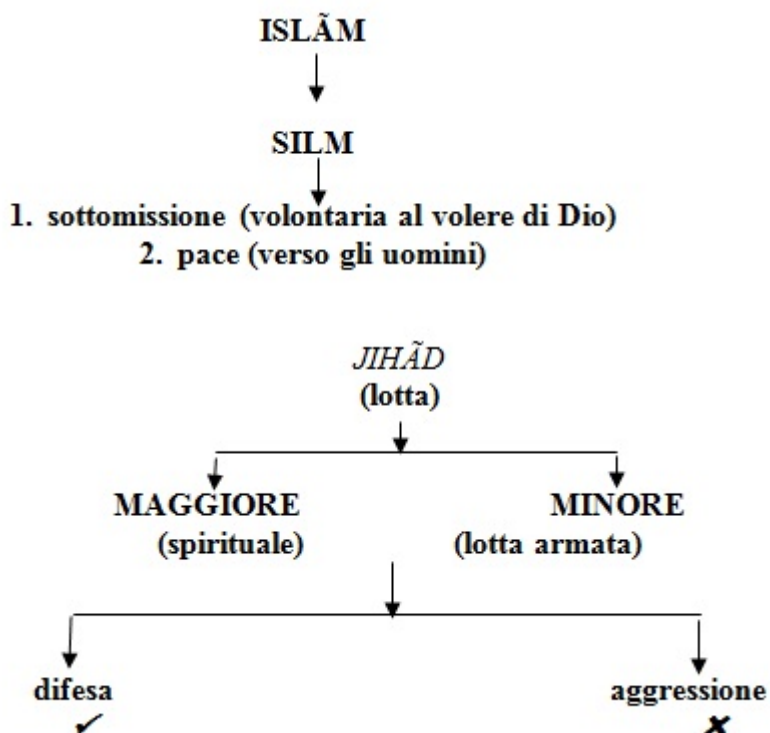 ISLÃM
SILM
1. sottomissione (volontaria al volere di Dio)
2. pace (verso gli uomini)
JIHÃD
(lotta)
MAGGIORE MINORE
(spirituale) (lotta armata)
difesa aggressione
✓ ✗